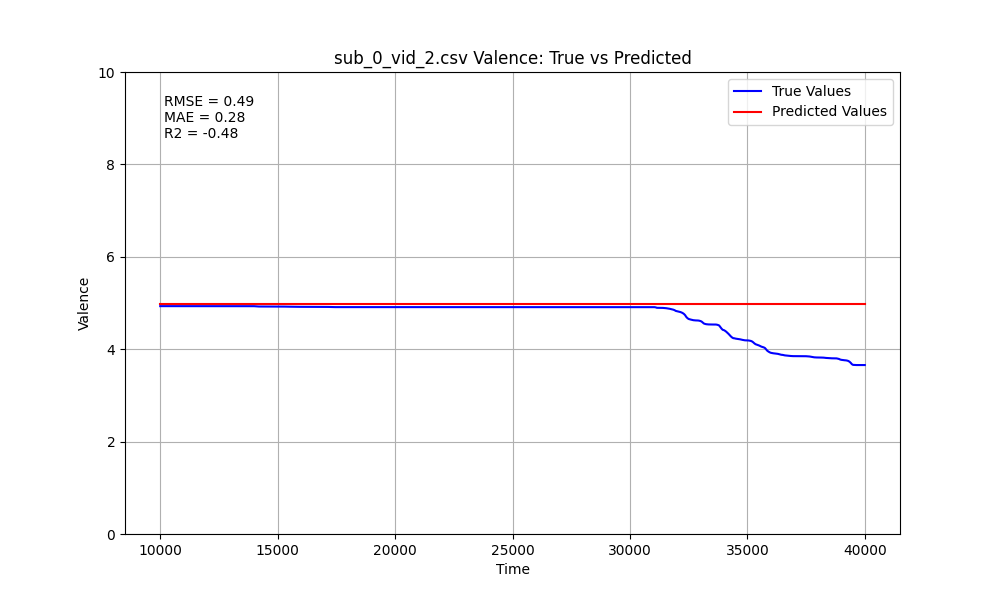 sub_0_vid_2.csv Valence: True vs Predicted
RMSE = 0.49
MAE = 0.28
R2 = -0.48
True Values
Predicted Values
Valence
10
8
6
4
2
0
10000
15000
20000
25000
30000
35000
40000
Time